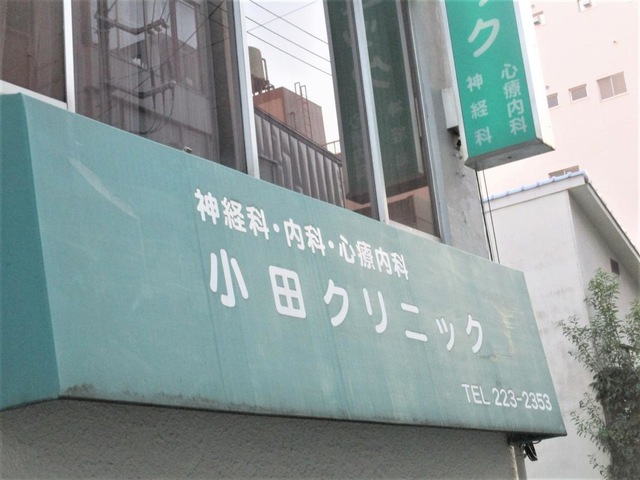 ック
心療内科
神経科
神経科・内科・心療内科
小田クリニック
TEL 223-2353